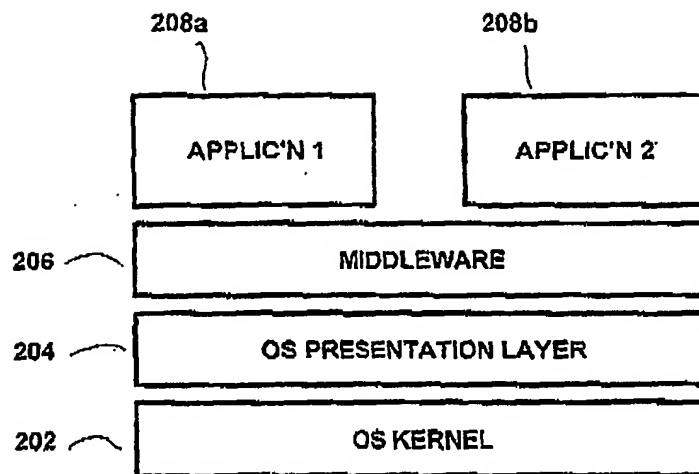 208a 208b
APPLIC'N 1 APPLIC'N 2
206 MIDDLEWARE
204 OS PRESENTATION LAYER
202 OS KERNEL